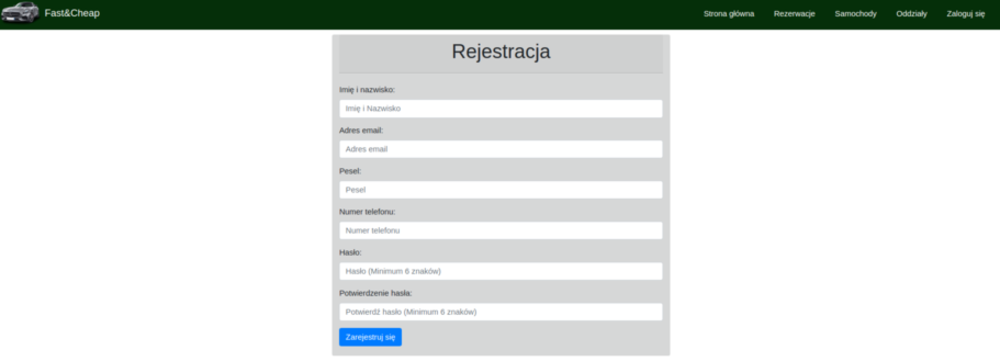 Fast&Cheap
Strona główna Rezerwacje Samochody Oddziały Zaloguj się
Rejestracja
Imię i nazwisko:
Imię i Nazwisko
Adres email:
Adres email
Pesel:
Pesel
Numer telefonu:
Numer telefonu
Hasło:
Hasło (Minimum 6 znaków)
Potwierdzenie hasła:
Potwierdź hasło (Minimum 6 znaków)
Zarejestruj się